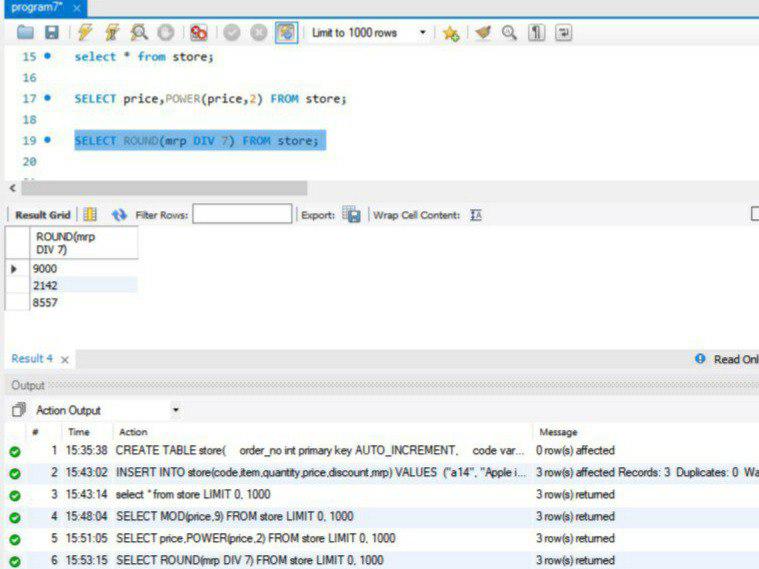 program7* ×
Limit to 1000 rows
15 select * from store;
16
17 SELECT price,POWER(price,2) FROM store;
18
19 SELECT ROUND(mrp DIV 7) FROM store;
20
Result Grid Filter Rows: Export: Wrap Cell Content:
ROUND(mrp
DIV 7)
9000
2142
8557
Result 4 × Read Onl
Output
Action Output
# Time Action Message
1 15:35:38 CREATE TABLE store( order_no int primary key AUTO_INCREMENT, code var... 0 row(s) affected
2 15:43:02 INSERT INTO store(code,item,quantity,price,discount,mrp) VALUES ("a14", "Apple i... 3 row(s) affected Records: 3 Duplicates: 0 Wa
3 15:43:14 select * from store LIMIT 0, 1000 3 row(s) returned
4 15:48:04 SELECT MOD(price,9) FROM store LIMIT 0, 1000 3 row(s) returned
5 15:51:05 SELECT price,POWER(price,2) FROM store LIMIT 0, 1000 3 row(s) returned
6 15:53:15 SELECT ROUND(mrp DIV 7) FROM store LIMIT 0, 1000 3 row(s) returned